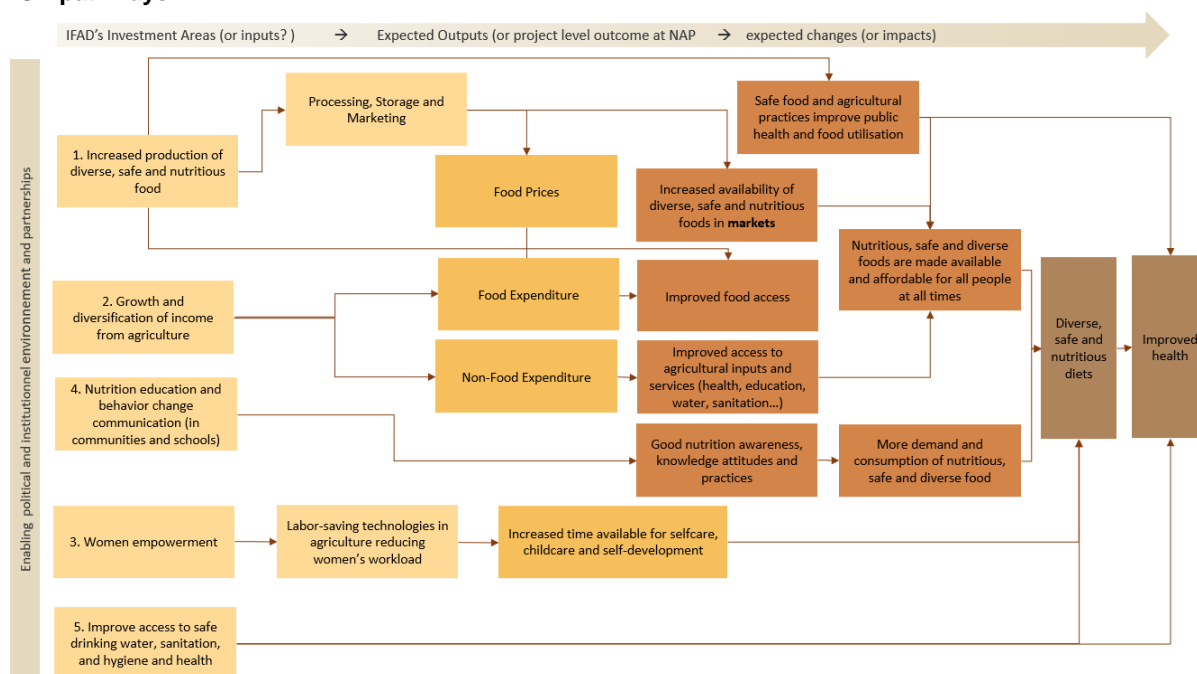 IFAD's Investment Areas (or inputs? ) → Expected Outputs (or project level outcome at NAP → expected changes (or impacts)
Enabling political and institutionnel environnement and partnerships
1. Increased production of
diverse, safe and nutritious
food
Processing, Storage and
Marketing
Food Prices
Safe food and agricultural
practices improve public
health and food utilisation
Increased availability of
diverse, safe and nutritious
foods in markets
Nutritious, safe and diverse
foods are made available
and affordable for all people
at all times
2. Growth and
diversification of income
from agriculture
Food Expenditure
Improved food access
Non-Food Expenditure
Improved access to
agricultural inputs and
services (health, education,
water, sanitation...)
Diverse,
safe and
nutritious
diets
Improved
health
4. Nutrition education and
behavior change
communication (in
communities and schools)
Good nutrition awareness,
knowledge attitudes and
practices
More demand and
consumption of nutritious,
safe and diverse food
3. Women empowerment
Labor-saving technologies in
agriculture reducing
women's workload
Increased time available for selfcare,
childcare and self-development
5. Improve access to safe
drinking water, sanitation,
and hygiene and health